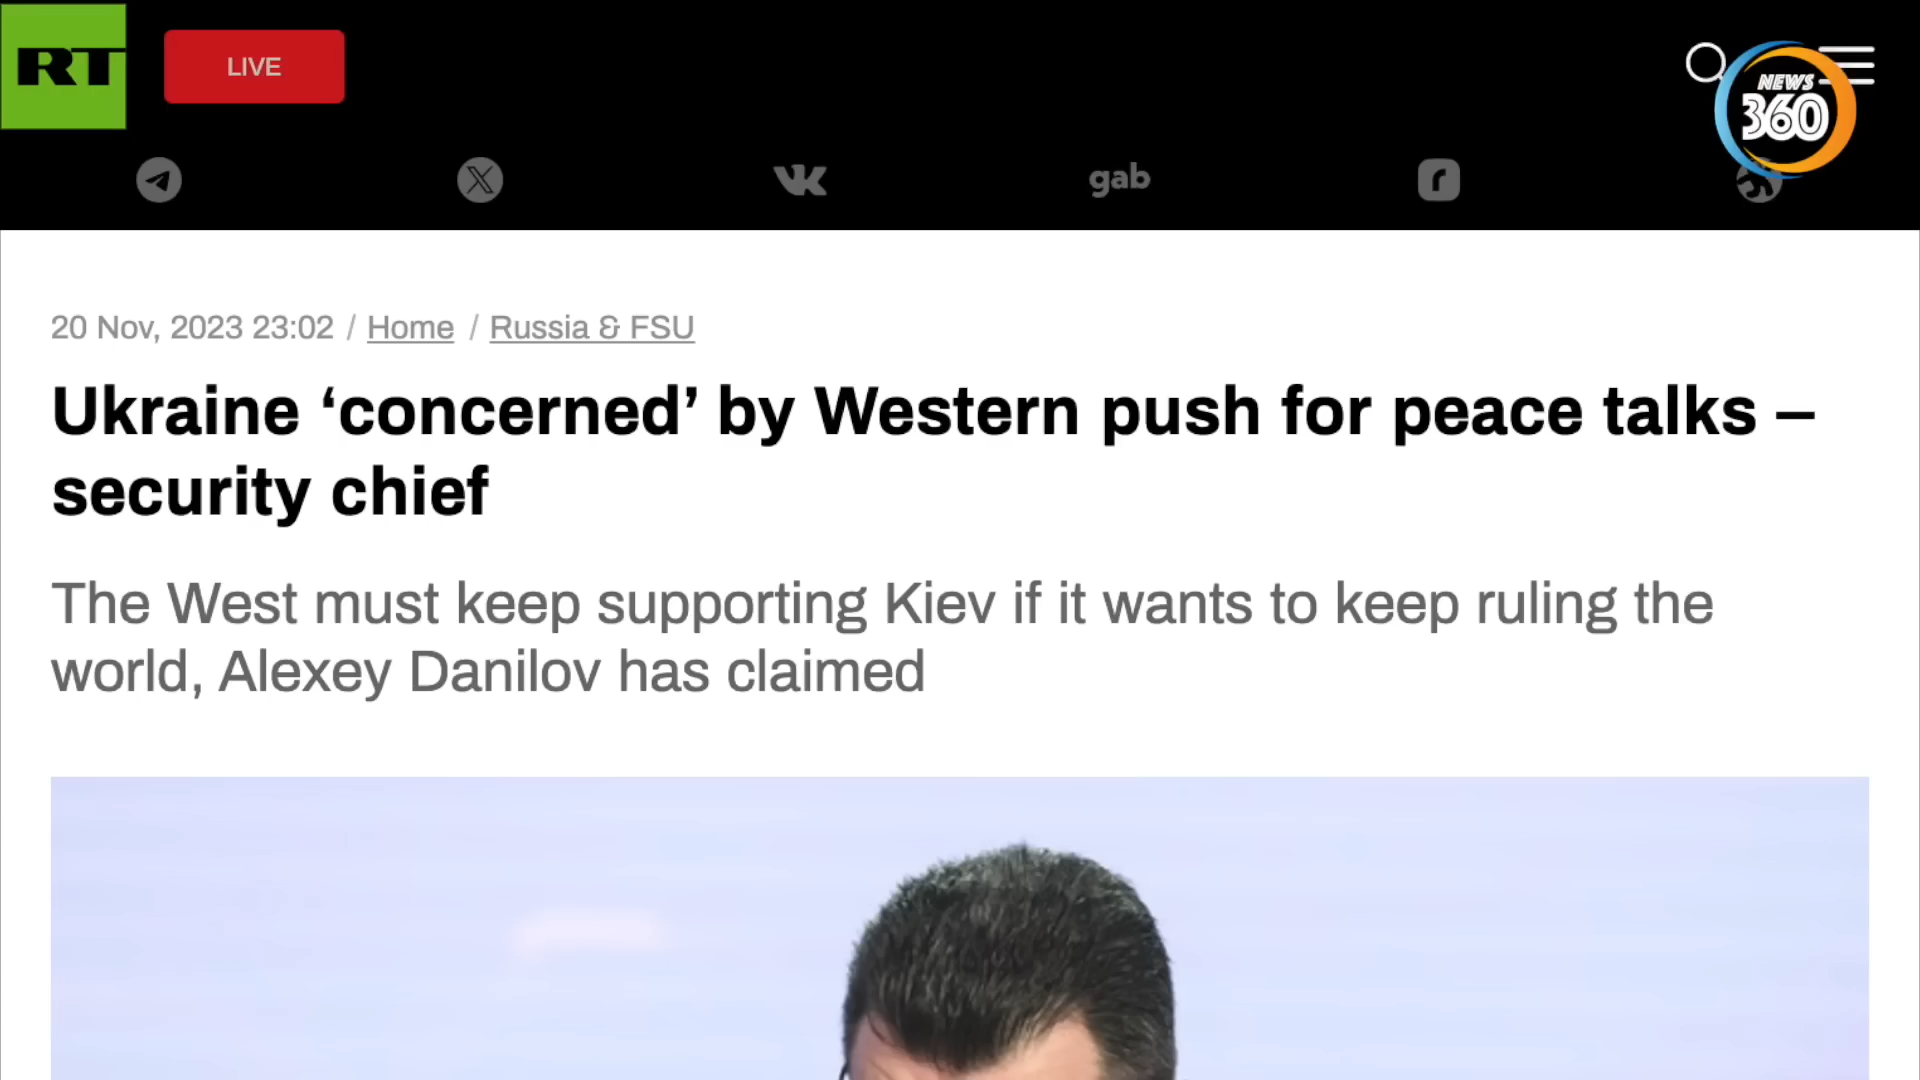 RT
LIVE
NEWS
360
gab
20 Nov, 2023 23:02 / Home / Russia & FSU
Ukraine ‘concerned’ by Western push for peace talks –
security chief
The West must keep supporting Kiev if it wants to keep ruling the
world, Alexey Danilov has claimed